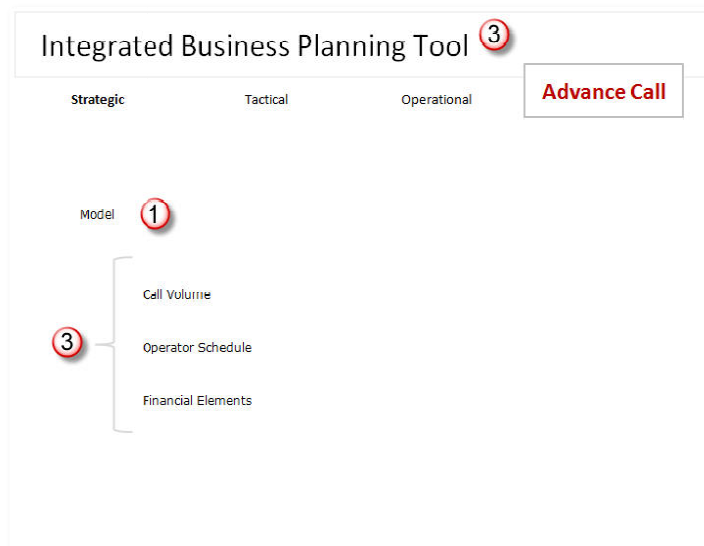 Integrated Business Planning Tool 3
Strategic Tactical Operational Advance Call
Model 1
Call Volume
3
Operator Schedule
Financial Elements